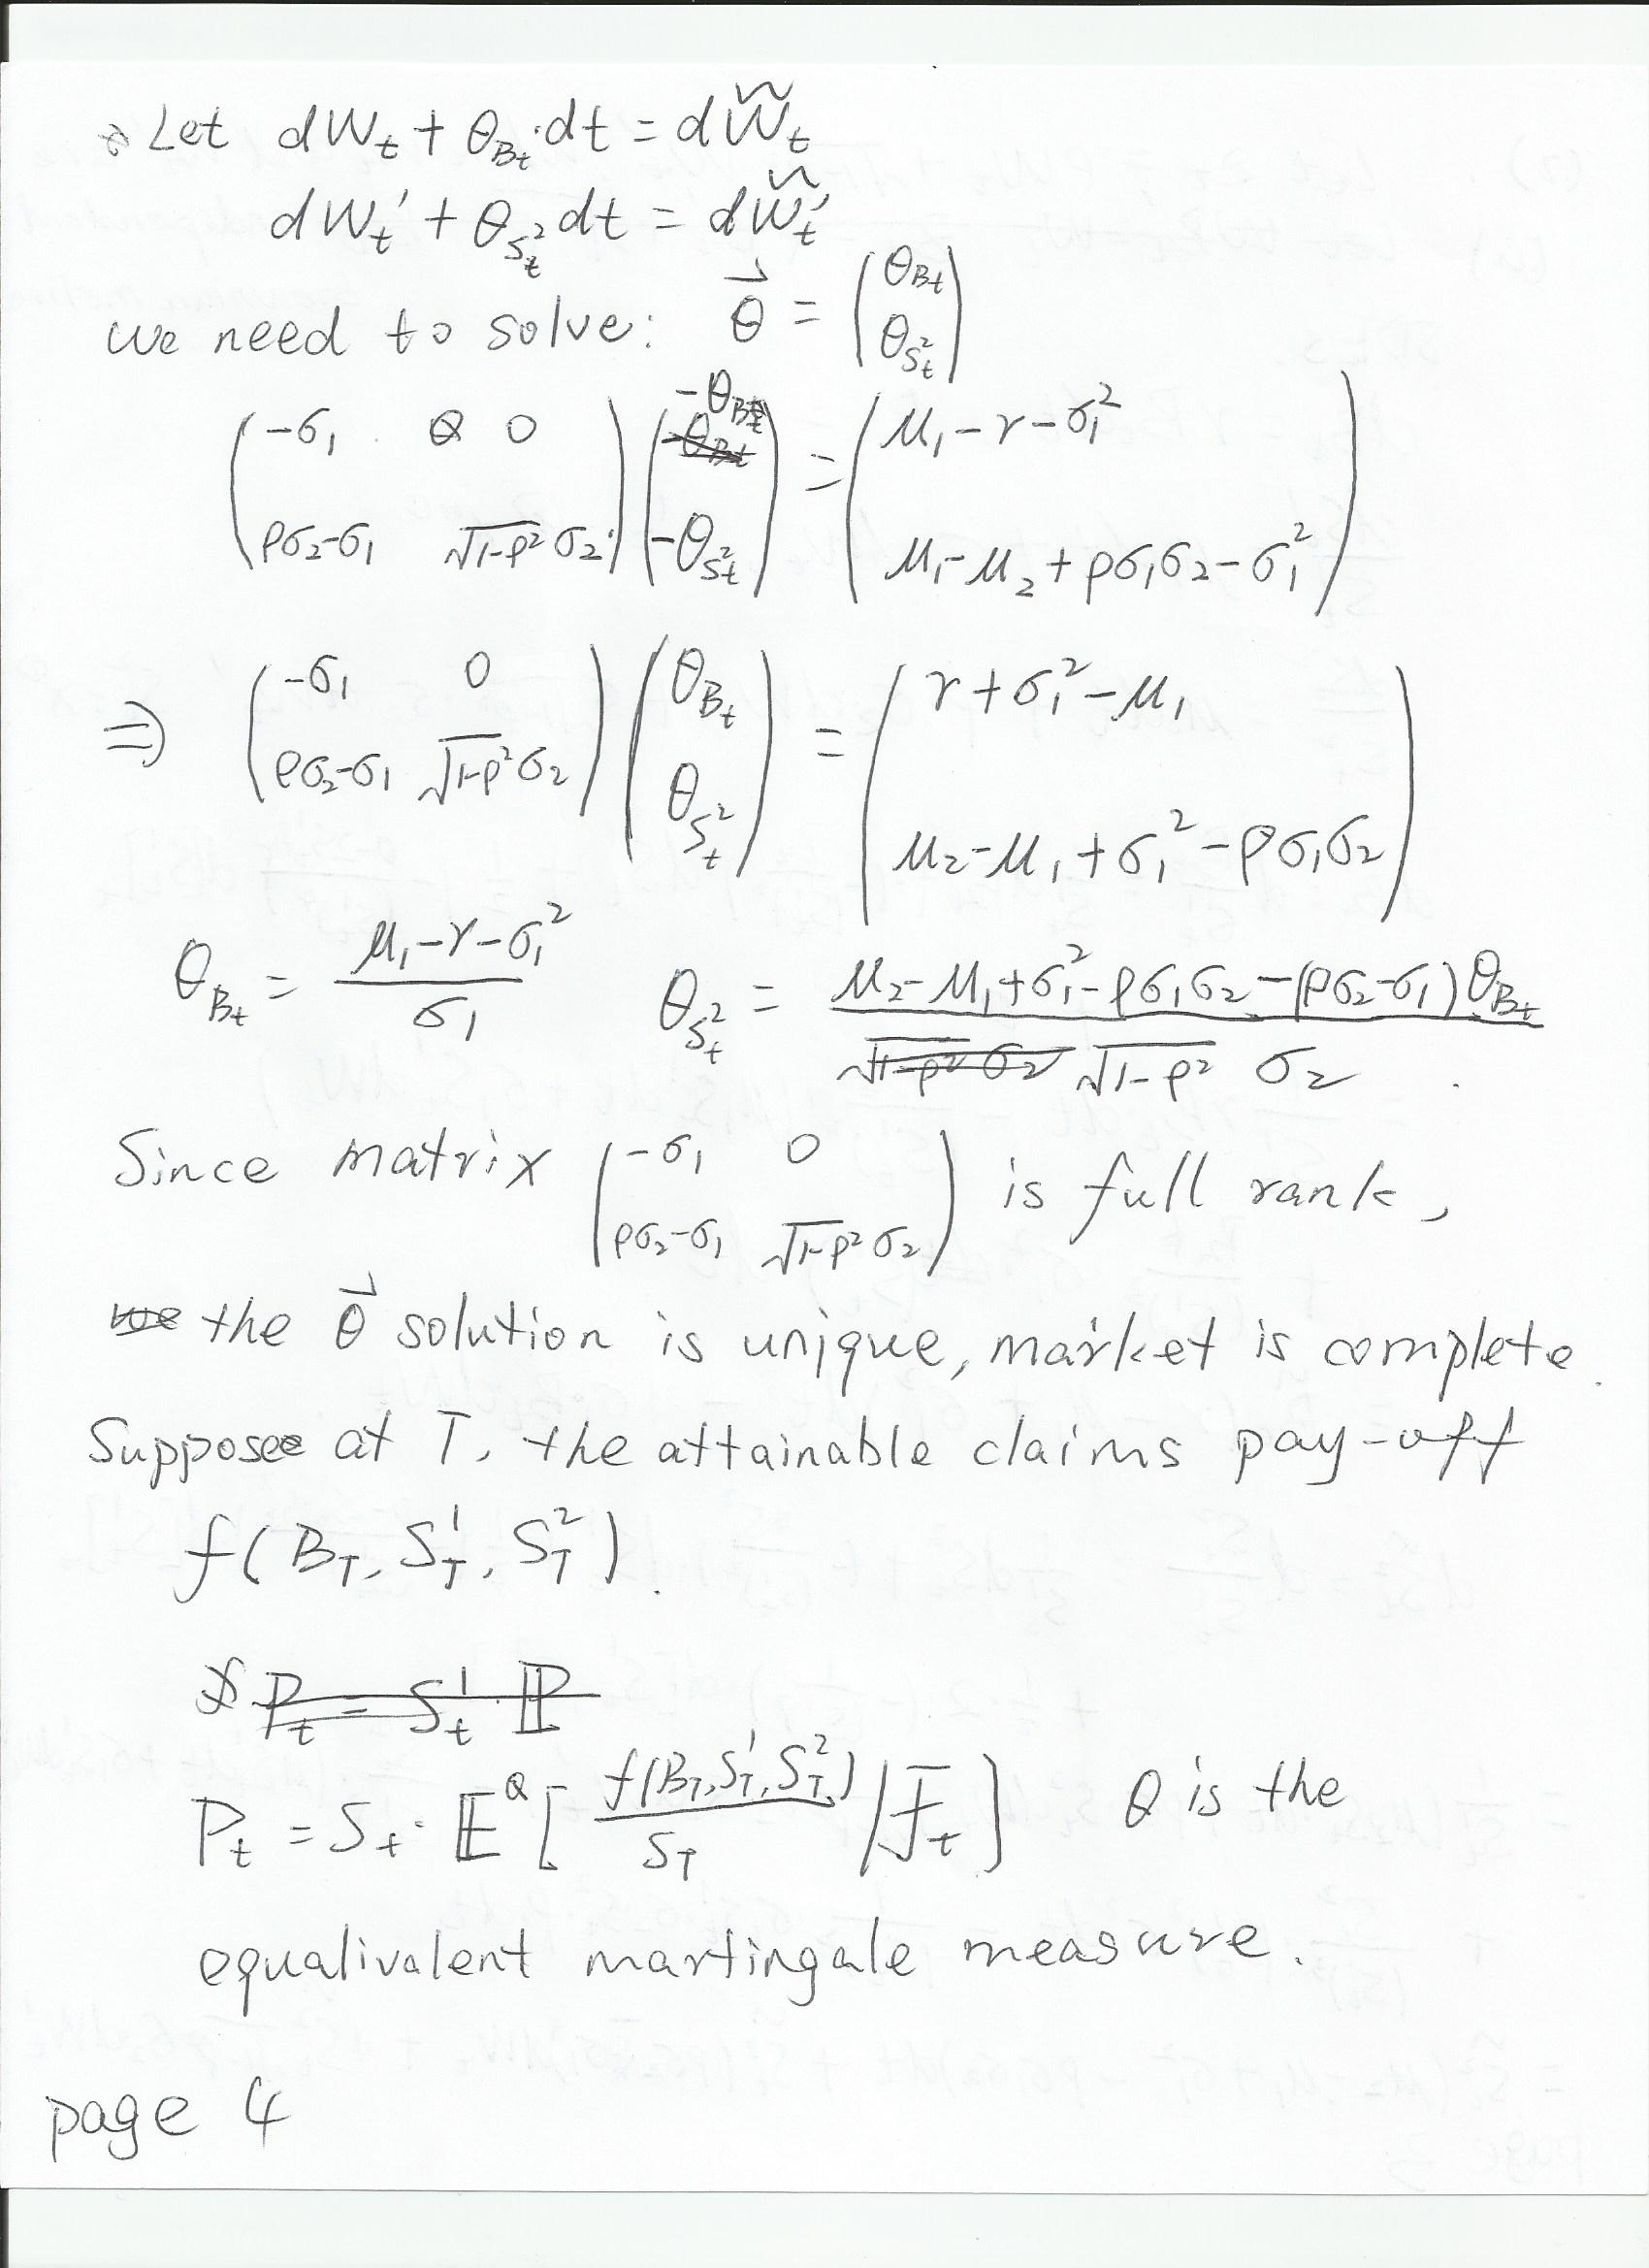 Let dW_t + θ_{B_t}·dt = dW̃_t
dW'_t + θ_{S_t^2} dt = dW̃'_t
we need to solve: θ⃗ = (θ_{B_t} ; θ_{S_t^2})
(-σ_1  0 ; ρσ_2-σ_1  √(1-ρ^2) σ_2) (-θ_{B_t} ; -θ_{S_t^2}) = (μ_1-r-σ_1^2 ; μ_1-μ_2+ρσ_1σ_2-σ_1^2)
⇒ (-σ_1  0 ; ρσ_2-σ_1  √(1-ρ^2) σ_2) (θ_{B_t} ; θ_{S_t^2}) = (r+σ_1^2-μ_1 ; μ_2-μ_1+σ_1^2-ρσ_1σ_2)
θ_{B_t} = (μ_1-r-σ_1^2)/σ_1   θ_{S_t^2} = (μ_2-μ_1+σ_1^2-ρσ_1σ_2-(ρσ_2-σ_1)θ_{B_t})/(√(1-ρ^2) σ_2).
Since matrix (-σ_1  0 ; ρσ_2-σ_1  √(1-ρ^2) σ_2) is full rank,
the θ⃗ solution is unique, market is complete.
Suppose at T, the attainable claims pay-off
f(B_T, S_T^1, S_T^2).
P_t = S_t^1·P
P_t = S_t·E^Q[f(B_T, S_T^1, S_T^2)/S_T / F_t]   Q is the
equalivalent martingale measure.
page 4